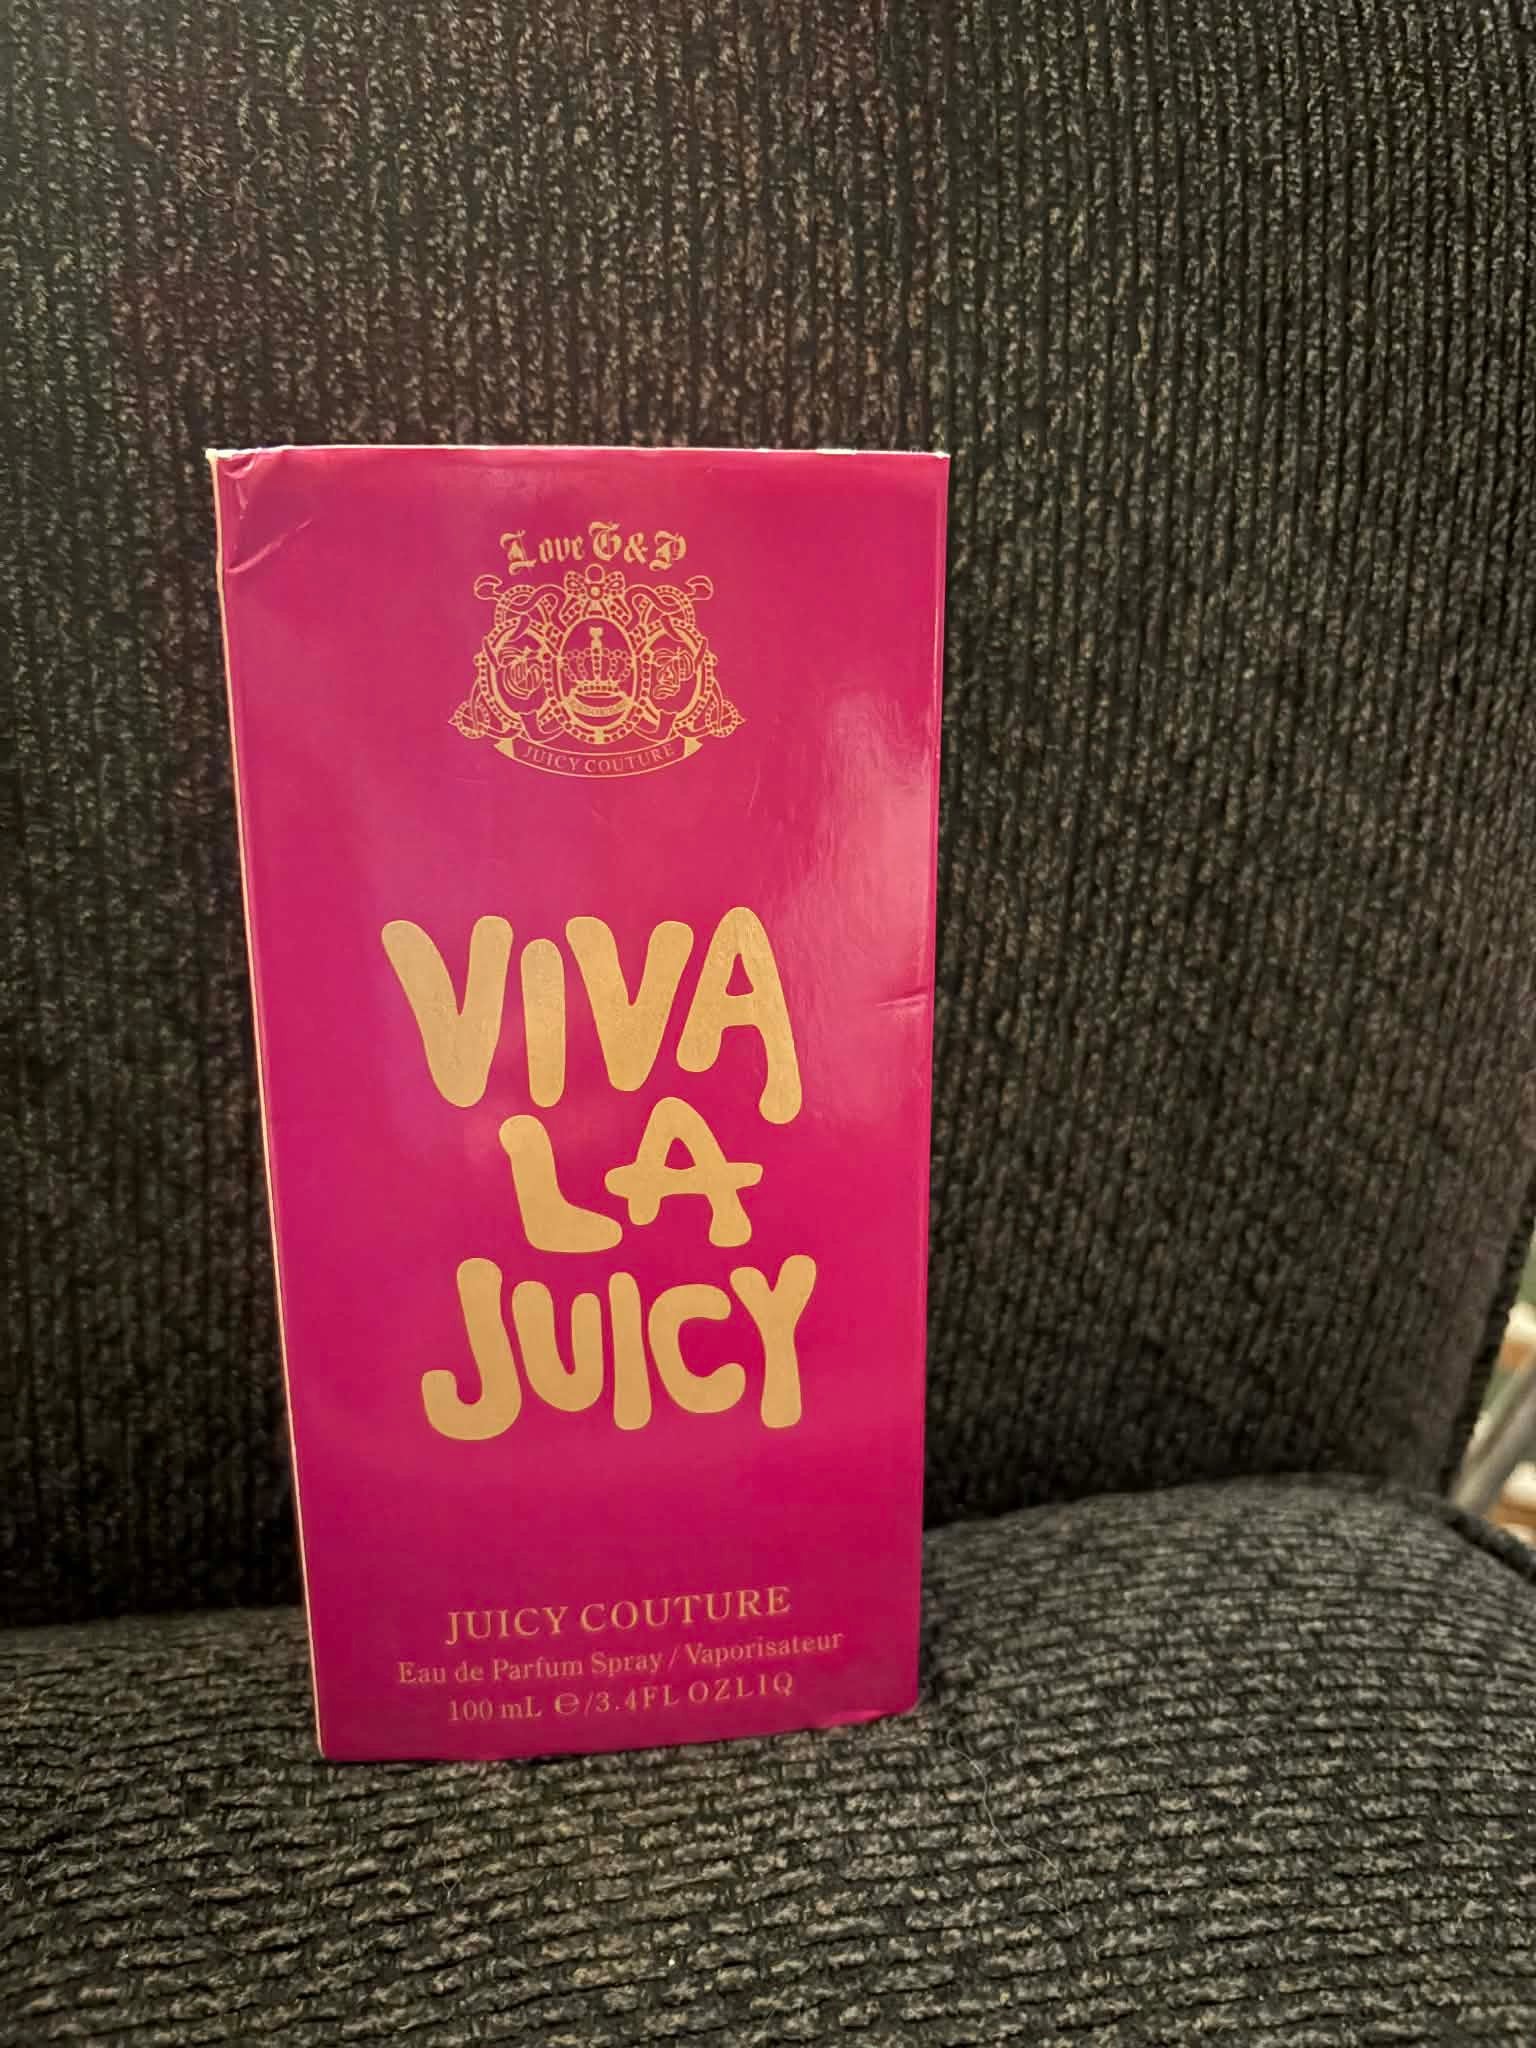 Love G&P
JUICY COUTURE
VIVA
LA
JUICY
JUICY COUTURE
Eau de Parfum Spray / Vaporisateur
100 mL ℮/3.4FL OZLIQ